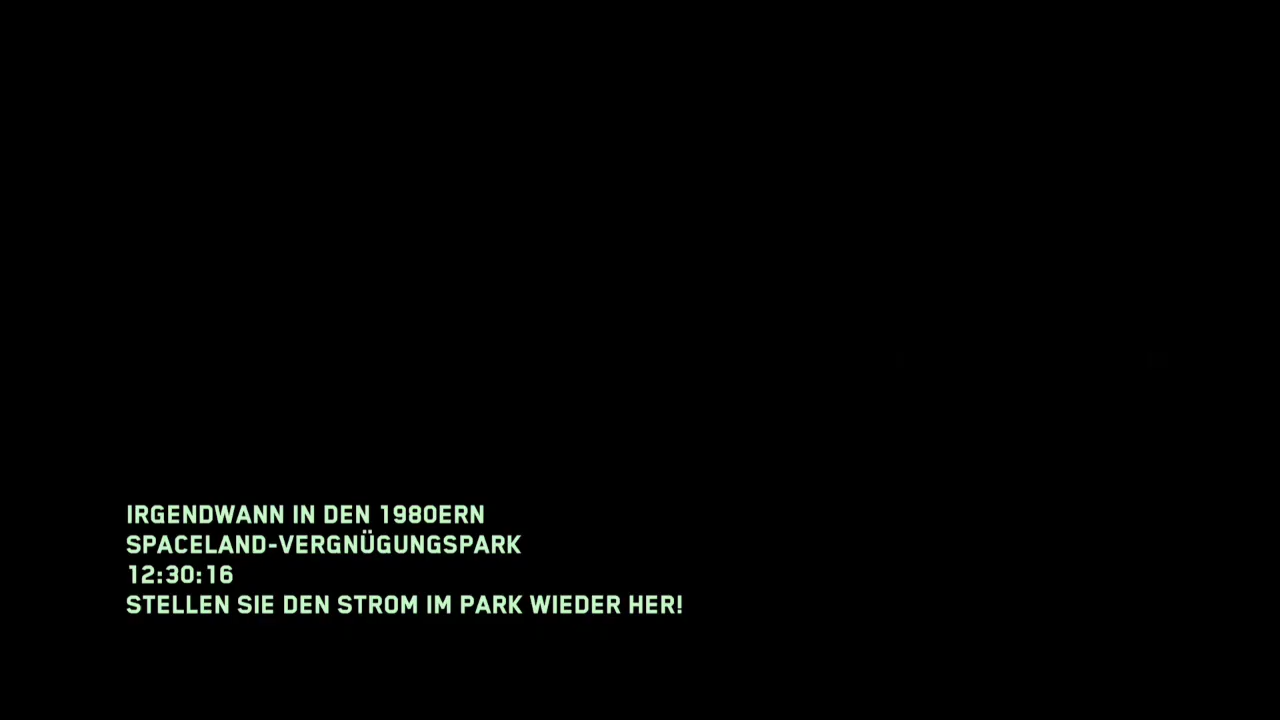 IRGENDWANN IN DEN 1980ERN
SPACELAND-VERGNÜGUNGSPARK
12:30:16
STELLEN SIE DEN STROM IM PARK WIEDER HER!